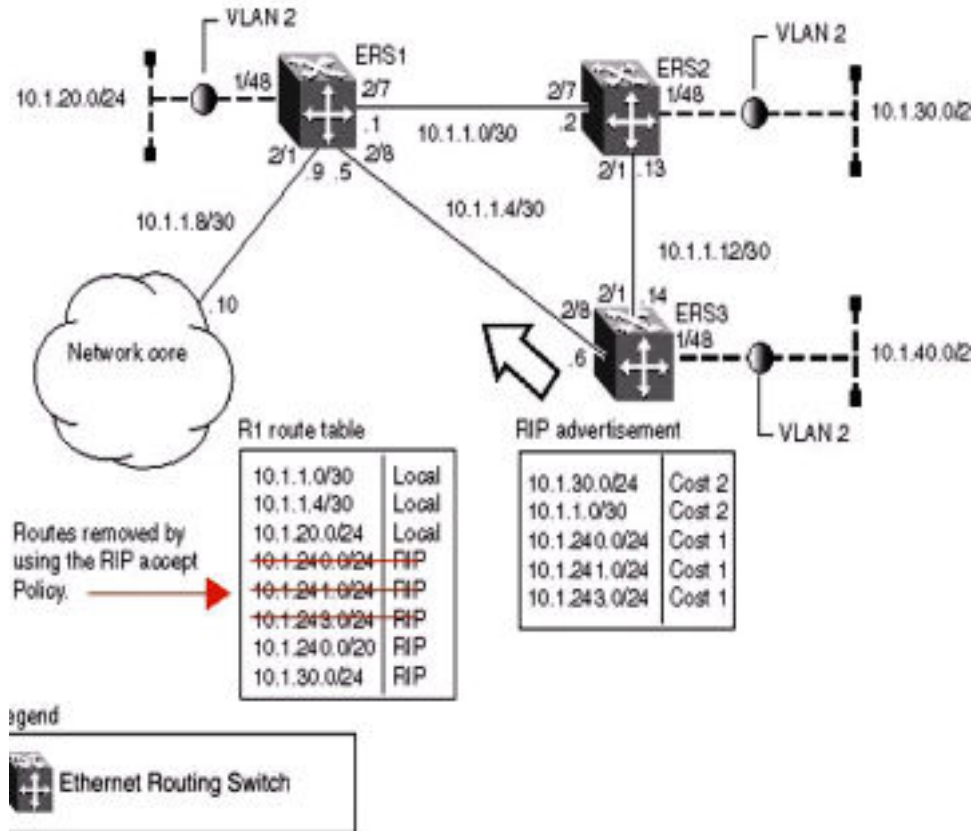 VLAN 2
VLAN 2
ERS1
ERS2
1/48
2/7
2/7
1/48
10.1.20.0/24
10.1.30.0/2
.1
10.1.1.0/30
.2
2/1
.9
.5
2/8
2/1
.13
10.1.1.8/30
10.1.1.4/30
10.1.1.12/30
.10
2/1
.14
2/8
ERS3
1/48
Network core
.6
10.1.40.0/2
VLAN 2
R1 route table
RIP advertisement
10.1.1.0/30 Local
10.1.1.4/30 Local
10.1.20.0/24 Local
10.1.240.0/24 RIP
10.1.241.0/24 RIP
10.1.243.0/24 RIP
10.1.240.0/20 RIP
10.1.30.0/24 RIP
10.1.30.0/24 Cost 2
10.1.1.0/30 Cost 2
10.1.240.0/24 Cost 1
10.1.241.0/24 Cost 1
10.1.243.0/24 Cost 1
Routes removed by
using the RIP accept
Policy.
egend
Ethernet Routing Switch